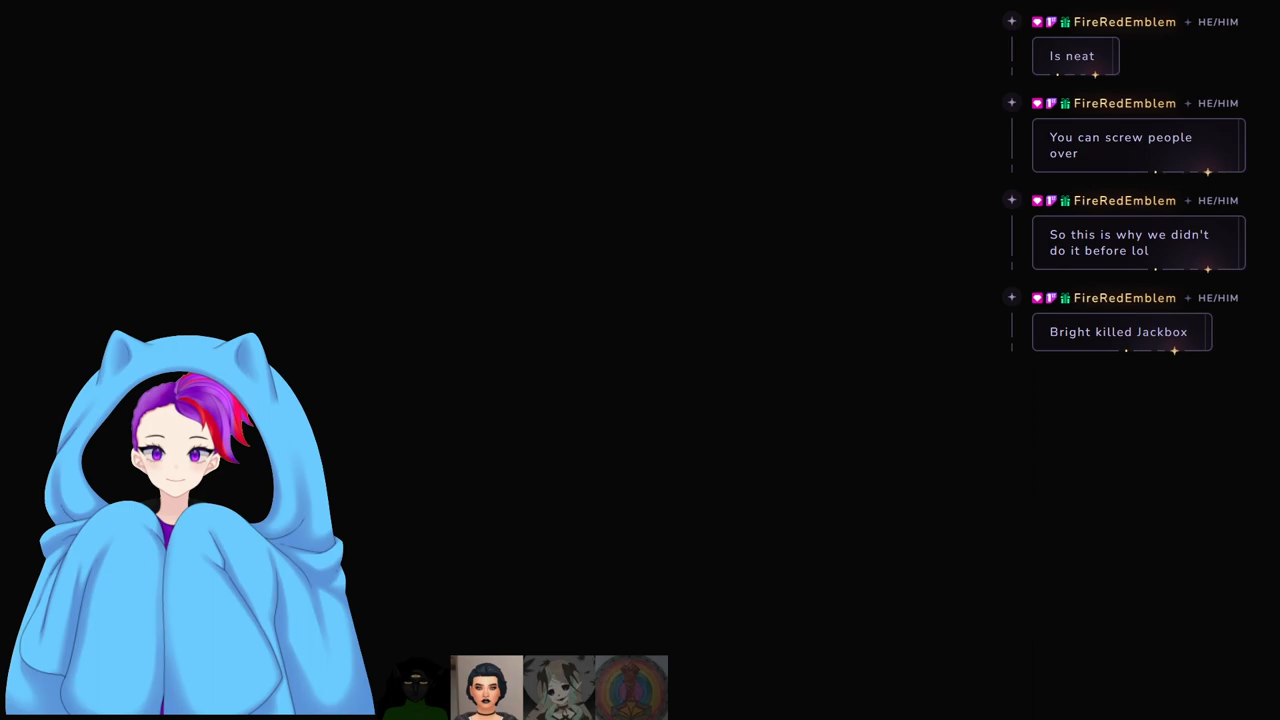 FireRedEmblem HE/HIM
Is neat
FireRedEmblem HE/HIM
You can screw people
over
FireRedEmblem HE/HIM
So this is why we didn't
do it before lol
FireRedEmblem HE/HIM
Bright killed Jackbox